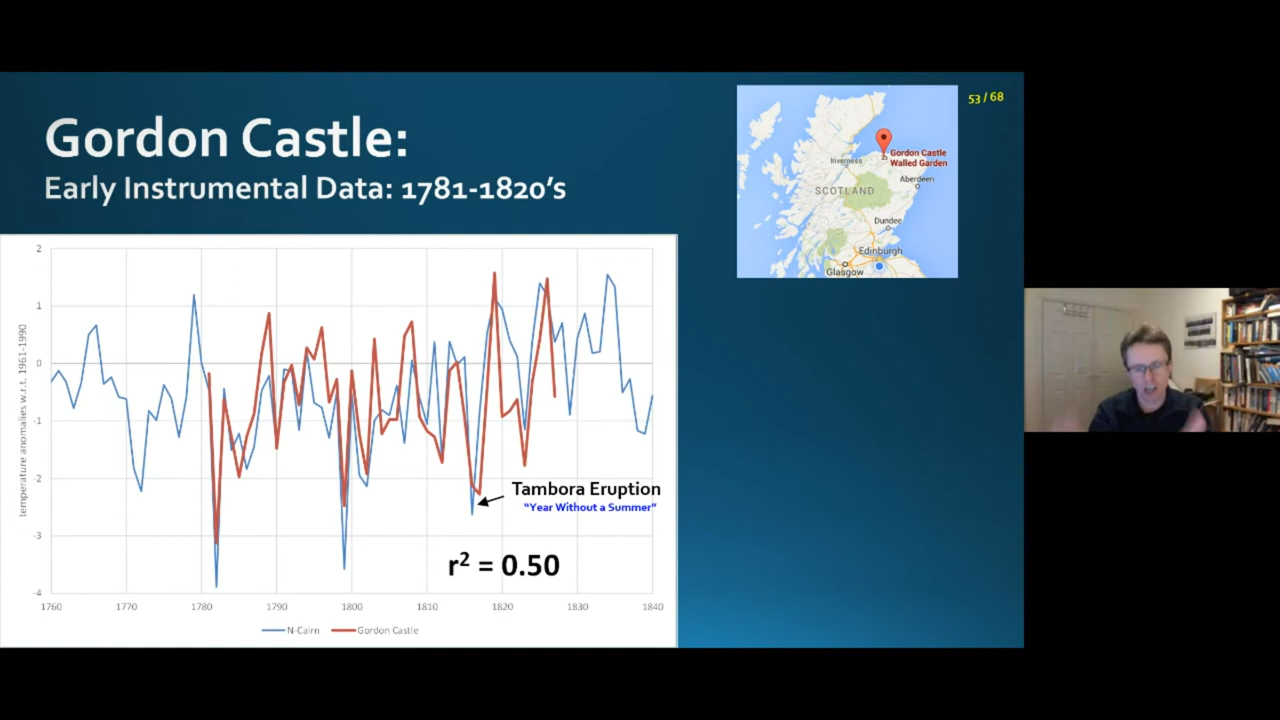 Gordon Castle:
Early Instrumental Data: 1781-1820's
53 / 68
Gordon Castle
Walled Garden
Inverness
Aberdeen
SCOTLAND
Dundee
Edinburgh
Glasgow
temperature anomalies w.r.t. 1961-1990
2
1
0
-1
-2
-3
-4
Tambora Eruption
"Year Without a Summer"
r² = 0.50
1760 1770 1780 1790 1800 1810 1820 1830 1840
N-Cairn Gordon Castle